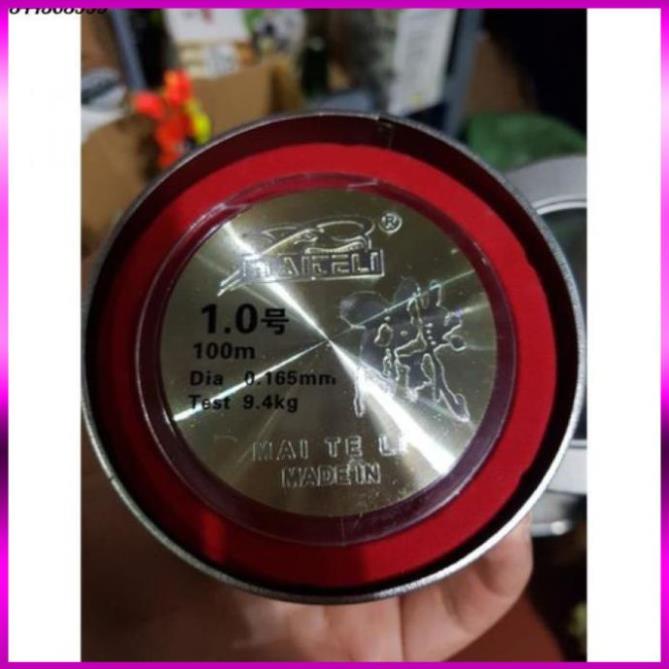 MAITELI®
1.0号
100m
Dia 0.165mm
Test 9.4kg
MAI TE LI
MADE IN